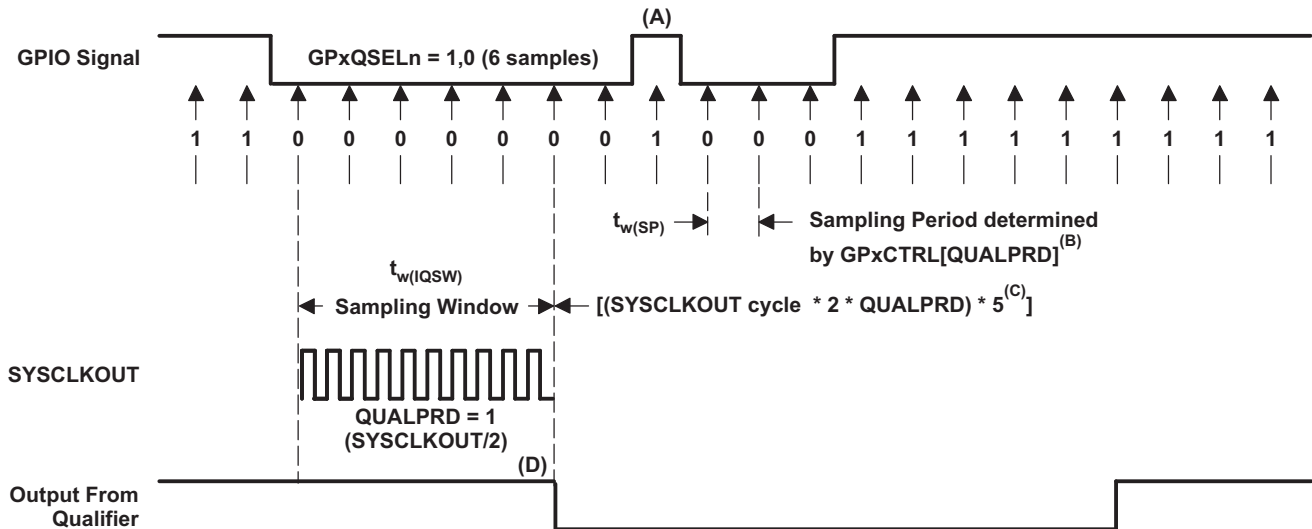 (A)
GPIO Signal
GPxQSELn = 1,0 (6 samples)
1 1 0 0 0 0 0 0 0 1 0 0 0 1 1 1 1 1 1 1 1 1
tw(SP)
Sampling Period determined
by GPxCTRL[QUALPRD](B)
tw(IQSW)
Sampling Window
[(SYSCLKOUT cycle * 2 * QUALPRD) * 5(C)]
SYSCLKOUT
QUALPRD = 1
(SYSCLKOUT/2)
(D)
Output From
Qualifier